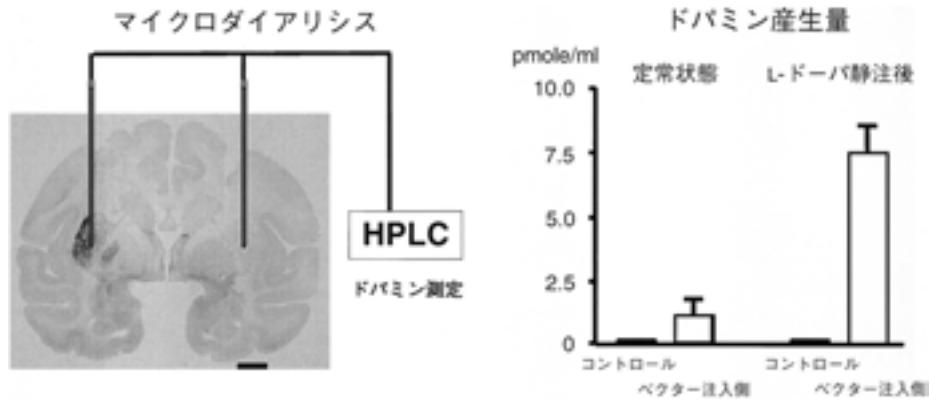 マイクロダイアリシス
HPLC
ドパミン測定
ドパミン産生量
pmole/ml
定常状態
L-ドーパ静注後
10.0
7.5
5.0
2.5
0
コントロール
ベクター注入側
コントロール
ベクター注入側